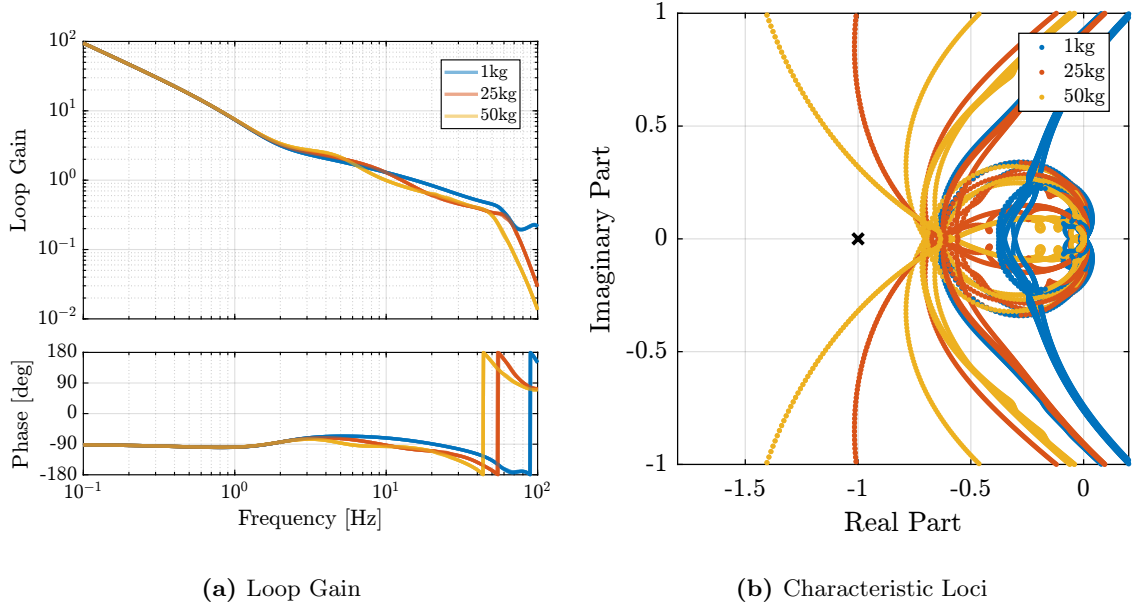 10^2
10^1
10^0
10^-1
10^-2
Loop Gain
1kg
25kg
50kg
180
90
0
-90
-180
Phase [deg]
10^-1
10^0
10^1
10^2
Frequency [Hz]
(a) Loop Gain
1
0.5
0
-0.5
-1
Imaginary Part
1kg
25kg
50kg
-1.5
-1
-0.5
0
Real Part
(b) Characteristic Loci